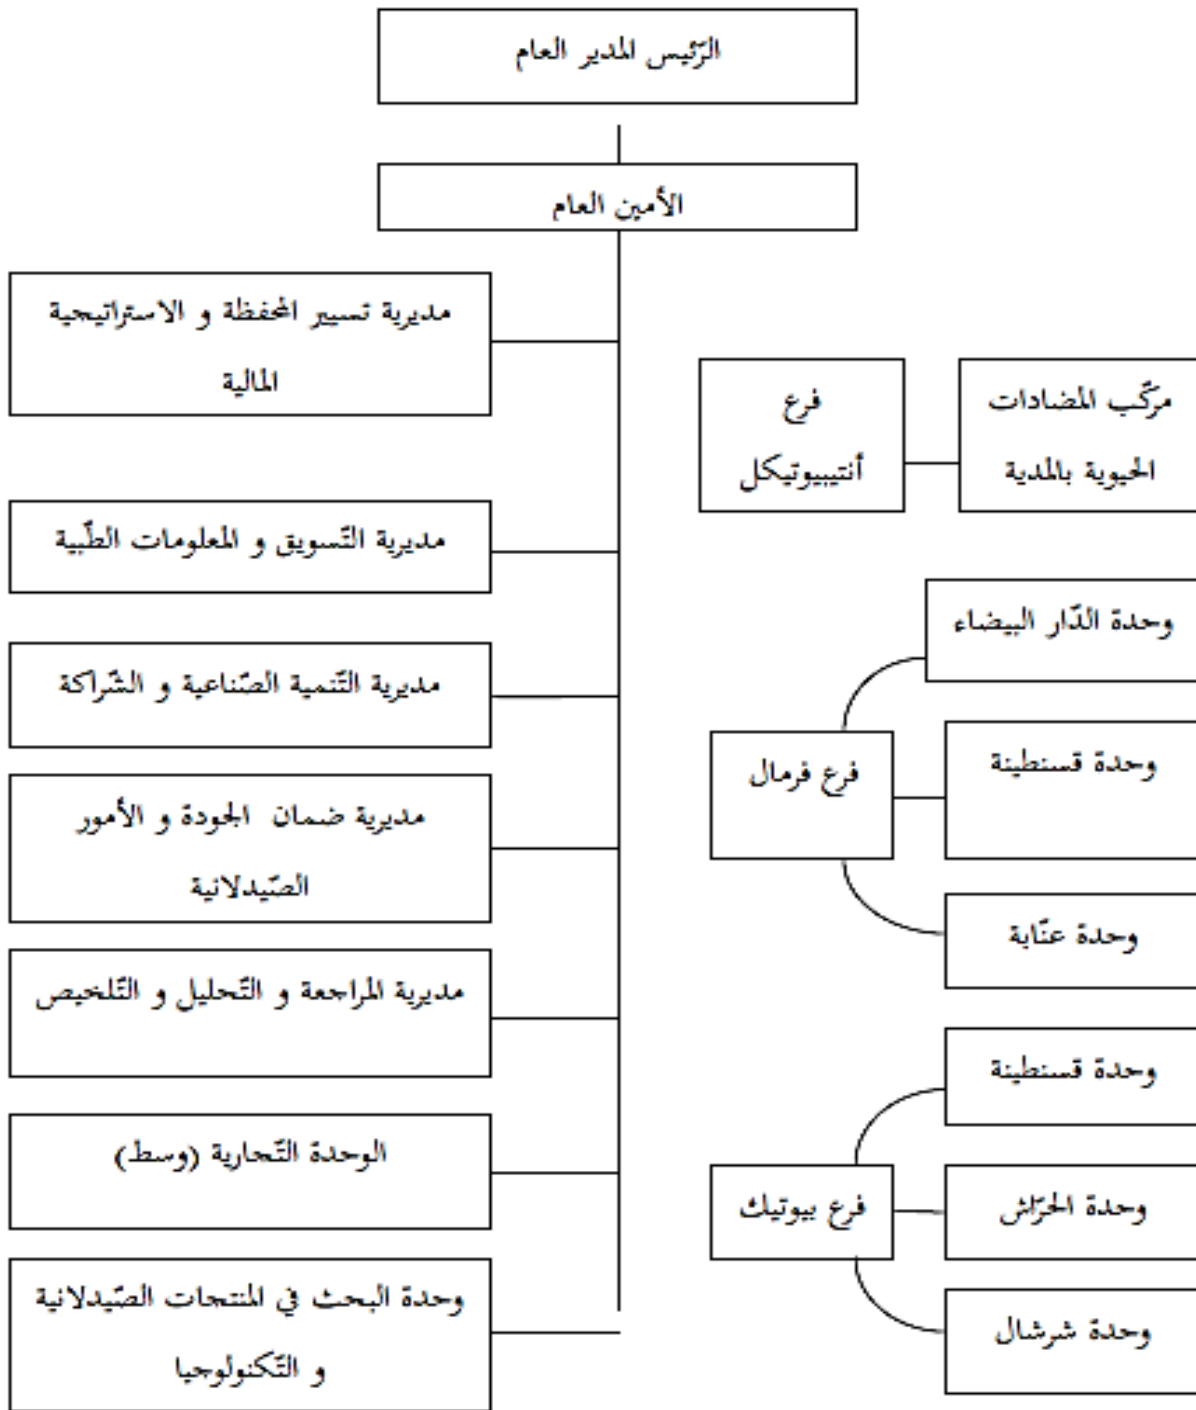 الرّئيس المدير العام
الأمين العام
مديرية تسيير المحفظة و الاستراتيجية
المالية
مديرية التّسويق و المعلومات الطّبية
مديرية التّنمية الصّناعية و الشّراكة
مديرية ضمان الجودة و الأمور
الصّيدلانية
مديرية المراجعة و التّحليل و التّلخيص
الوحدة التّجارية (وسط)
وحدة البحث في المنتجات الصّيدلانية
و التّكنولوجيا
مركّب المضادات
الحيوية بالمدية
فرع
أنتيبيوتيكل
وحدة الدّار البيضاء
فرع فرمال
وحدة قسنطينة
وحدة عنّابة
وحدة قسنطينة
فرع بيوتيك
وحدة الحرّاش
وحدة شرشال